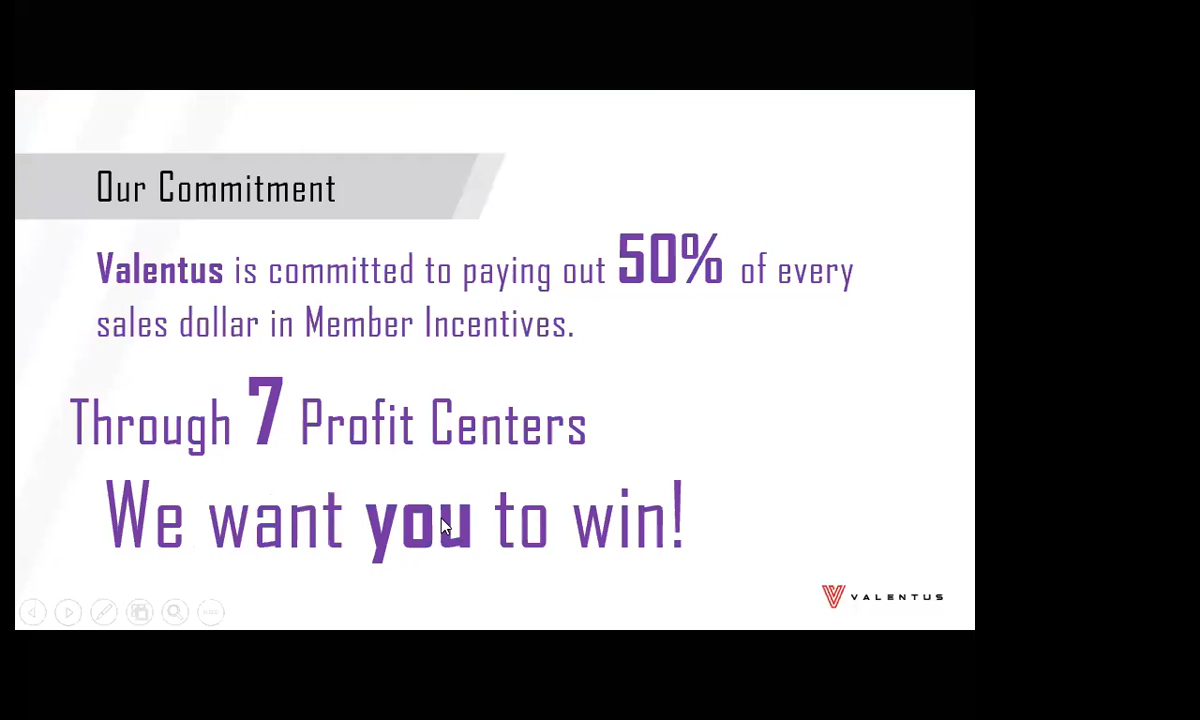 Our Commitment
Valentus is committed to paying out 50% of every
sales dollar in Member Incentives.
Through 7 Profit Centers
We want you to win!
VALENTUS